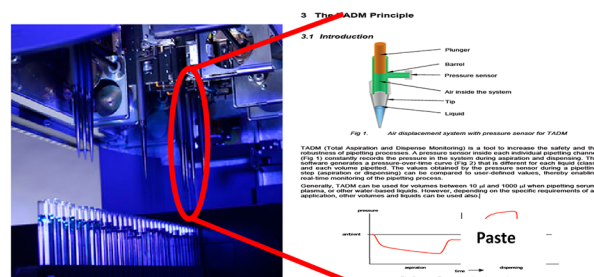 3 The TADM Principle
3.1 Introduction
Plunger
Barrel
Pressure sensor
Air inside the system
Tip
Liquid
Fig 1. Air displacement system with pressure sensor for TADM
TADM (Total Aspiration and Dispense Monitoring) is a tool to increase the safety and the
robustness of pipetting processes. A pressure sensor inside each individual pipetting channel
(Fig 1) constantly records the pressure in the system during aspiration and dispensing. The
software generates a pressure-over-time curve (Fig 2) that is different for each liquid (class)
and each volume pipetted. The values obtained by the pressure sensor during a pipetting
step (aspiration or dispensing) can be compared to user-defined values, thereby enabling
real-time monitoring of the pipetting process.
Generally, TADM can be used for volumes between 10 µl and 1000 µl when pipetting serum,
plasma, or other water-based liquids. However, depending on the specific requirements of an
application, other volumes and liquids can be used also.
pressure
ambient
Paste
aspiration
time
dispensing